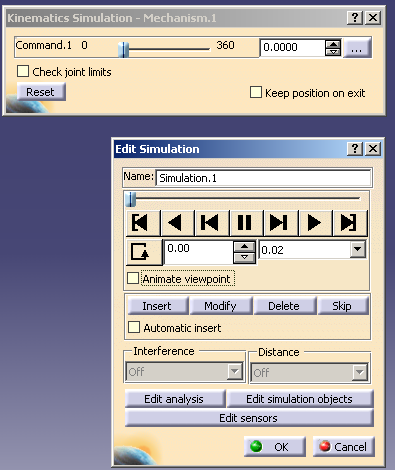 Kinematics Simulation - Mechanism.1
Command.1 0 360 0.0000 ...
Check joint limits
Reset
Keep position on exit
Edit Simulation
Name: Simulation.1
0.00 0.02
Animate viewpoint
Insert Modify Delete Skip
Automatic insert
Interference Distance
Off Off
Edit analysis Edit simulation objects
Edit sensors
OK Cancel